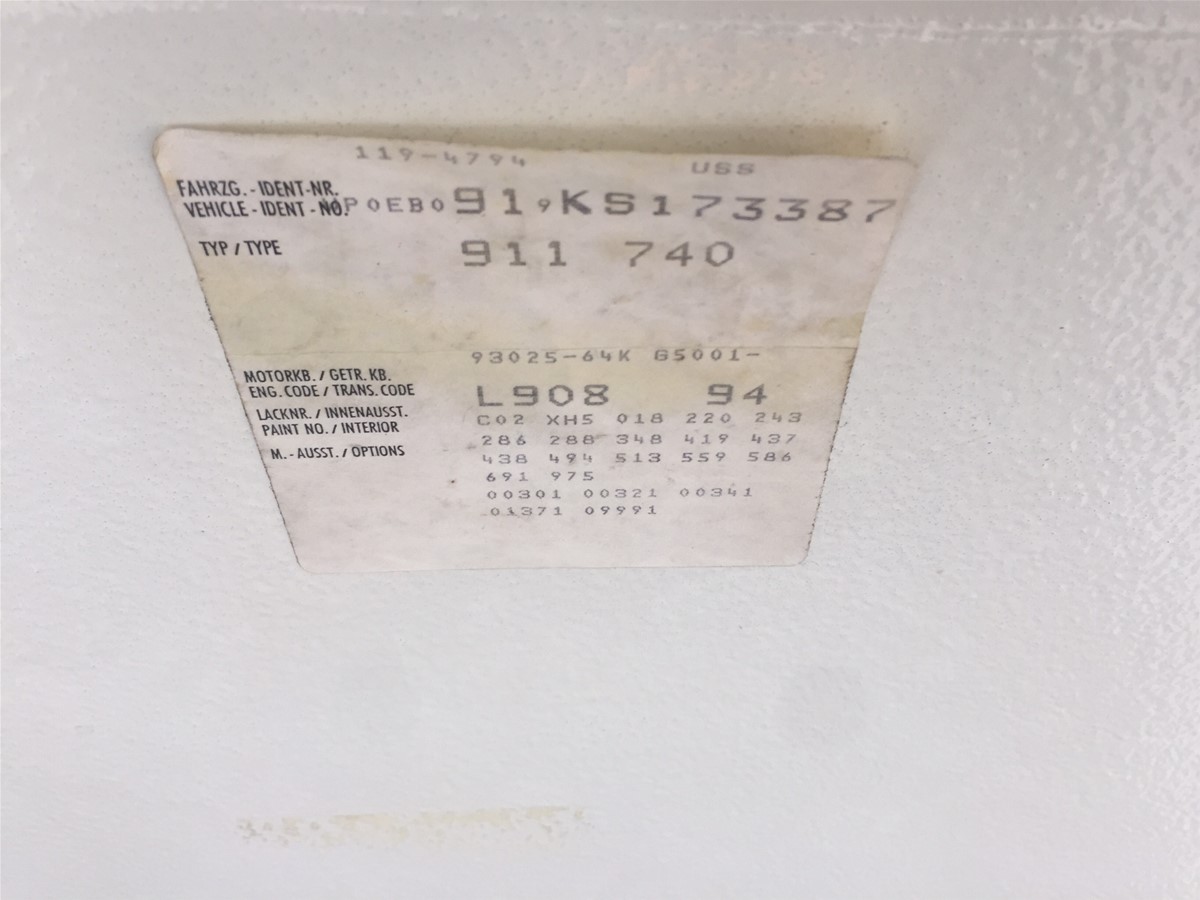 119-4794 USS
FAHRZG.-IDENT-NR.
VEHICLE-IDENT-NO. WP0EB0919KS173387
TYP / TYPE 911 740
93025-64K G5001-
MOTORKB. / GETR. KB.
ENG. CODE / TRANS. CODE L908 94
LACKNR. / INNENAUSST. C02 XH5 018 220 243
PAINT NO. / INTERIOR 286 288 348 419 437
M.-AUSST. / OPTIONS 438 494 513 559 586
691 975
00301 00321 00341
01371 09991